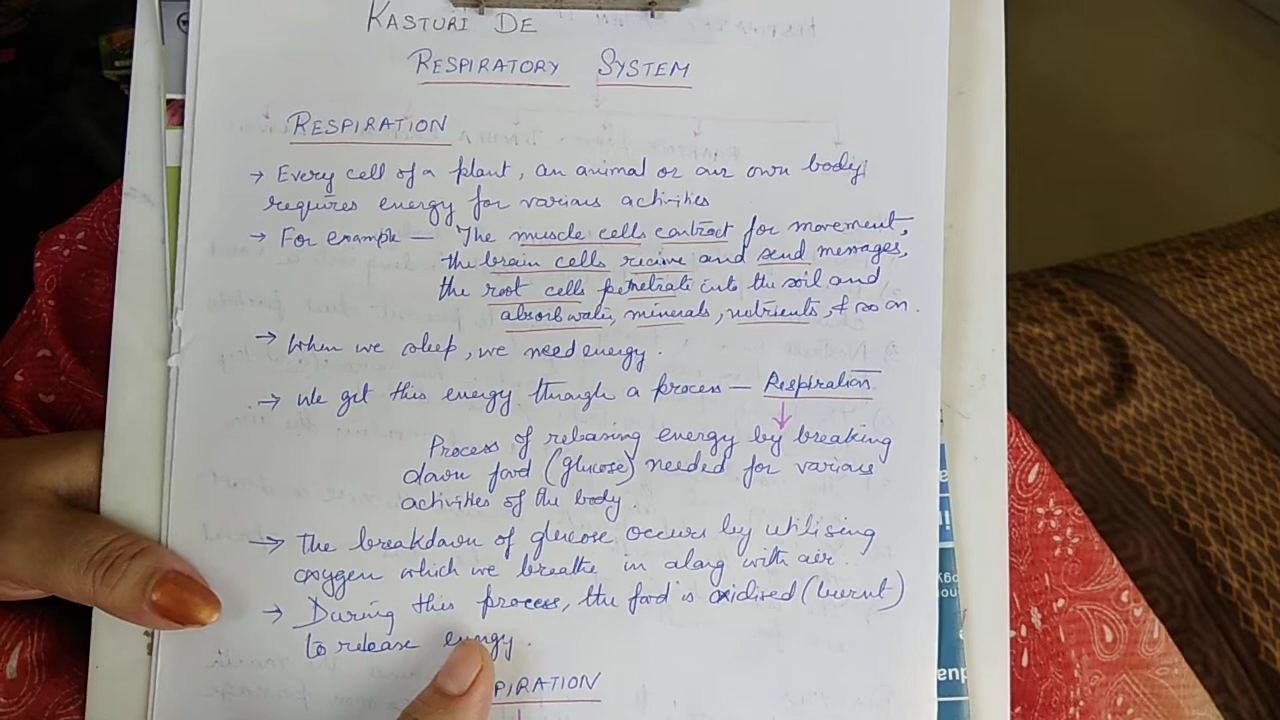 KASTURI DE
RESPIRATORY SYSTEM
RESPIRATION
→ Every cell of a plant, an animal or our own body
requires energy for various activities
→ For example — The muscle cells contract for movement,
the brain cells recieve and send messages,
the root cells penetrate into the soil and
absorb water, minerals, nutrients, & so on.
→ When we sleep, we need energy.
→ We get this energy through a process — Respiration
Process of releasing energy by breaking
down food (glucose) needed for various
activities of the body.
→ The breakdown of glucose occurs by utilising
oxygen which we breathe in along with air.
→ During this process, the food is oxidised (burnt)
to release energy.
PIRATION